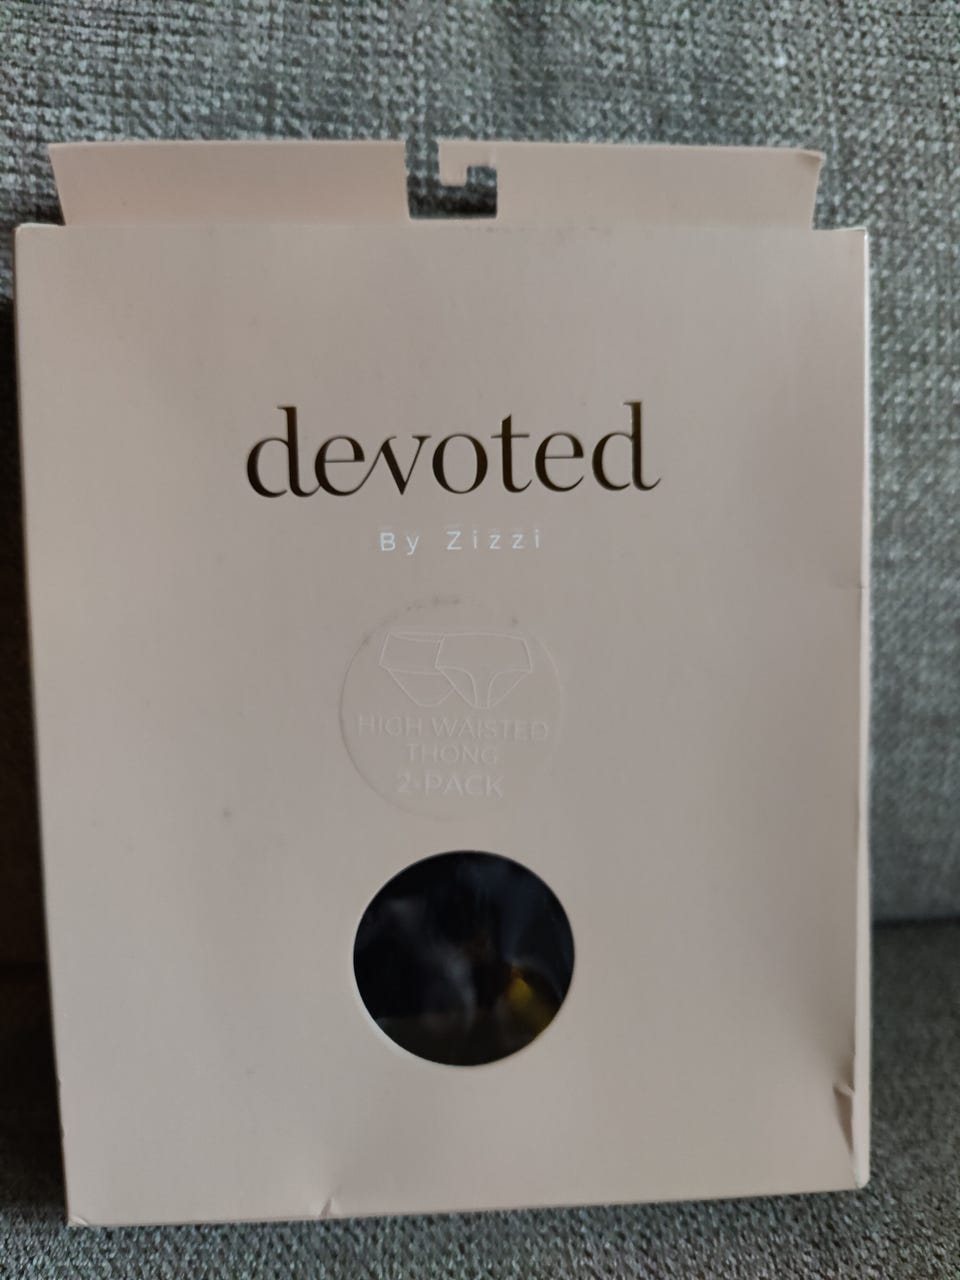 devoted
By Zizzi
HIGH WAISTED
THONG
2-PACK